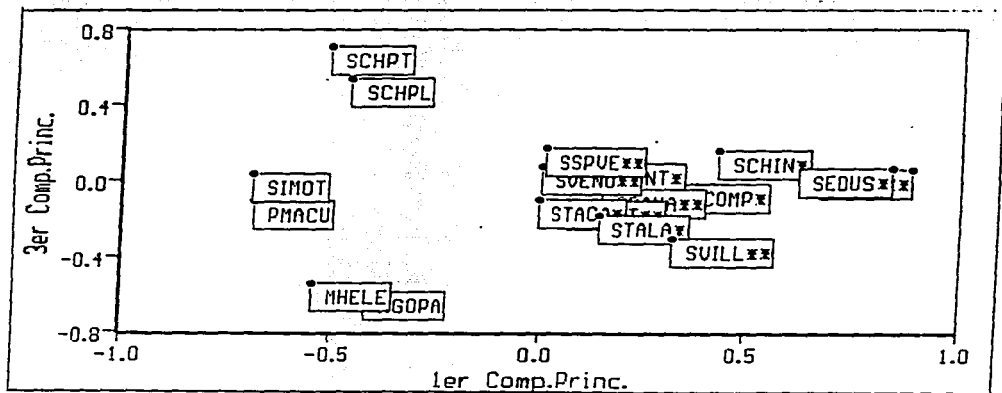 0.8
SCHPT
SCHPL
0.4
3er Comp.Princ.
SSPVE**
SCHIN*
0.0
SIMOT
SEDUS*
PMACU
COMP*
STALA*
-0.4
SVILL**
MHELE
GOPA
-0.8
-1.0
-0.5
0.0
0.5
1.0
1er Comp.Princ.